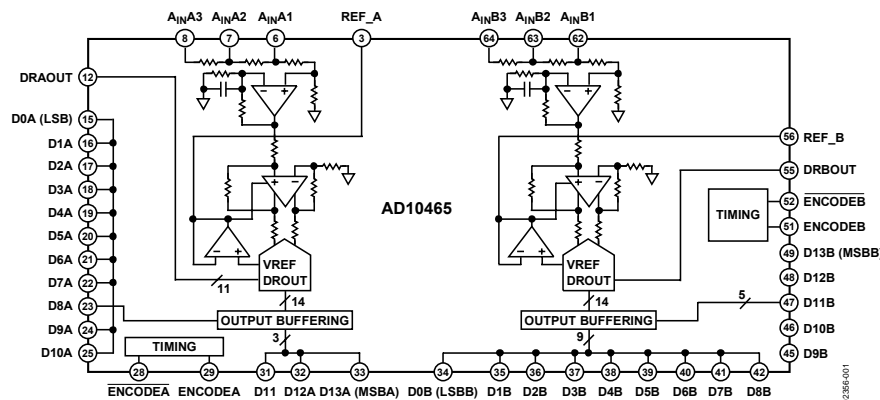 AINA3 AINA2 AINA1 REF_A AINB3 AINB2 AINB1
8 7 6 3 64 63 62
DRAOUT 12
D0A (LSB) 15
D1A 16
D2A 17
D3A 18
D4A 19
D5A 20
D6A 21
D7A 22
D8A 23
D9A 24
D10A 25
− +
+ −
− +
VREF
DROUT
11
14
OUTPUT BUFFERING
3
TIMING
AD10465
− +
+ −
− +
VREF
DROUT
14
OUTPUT BUFFERING
9
5
TIMING
56 REF_B
55 DRBOUT
52 ENCODEB
51 ENCODEB
49 D13B (MSBB)
48 D12B
47 D11B
46 D10B
45 D9B
28 29 31 32 33 34 35 36 37 38 39 40 41 42
ENCODEA ENCODEA D11 D12A D13A (MSBA) D0B (LSBB) D1B D2B D3B D4B D5B D6B D7B D8B
02356-001